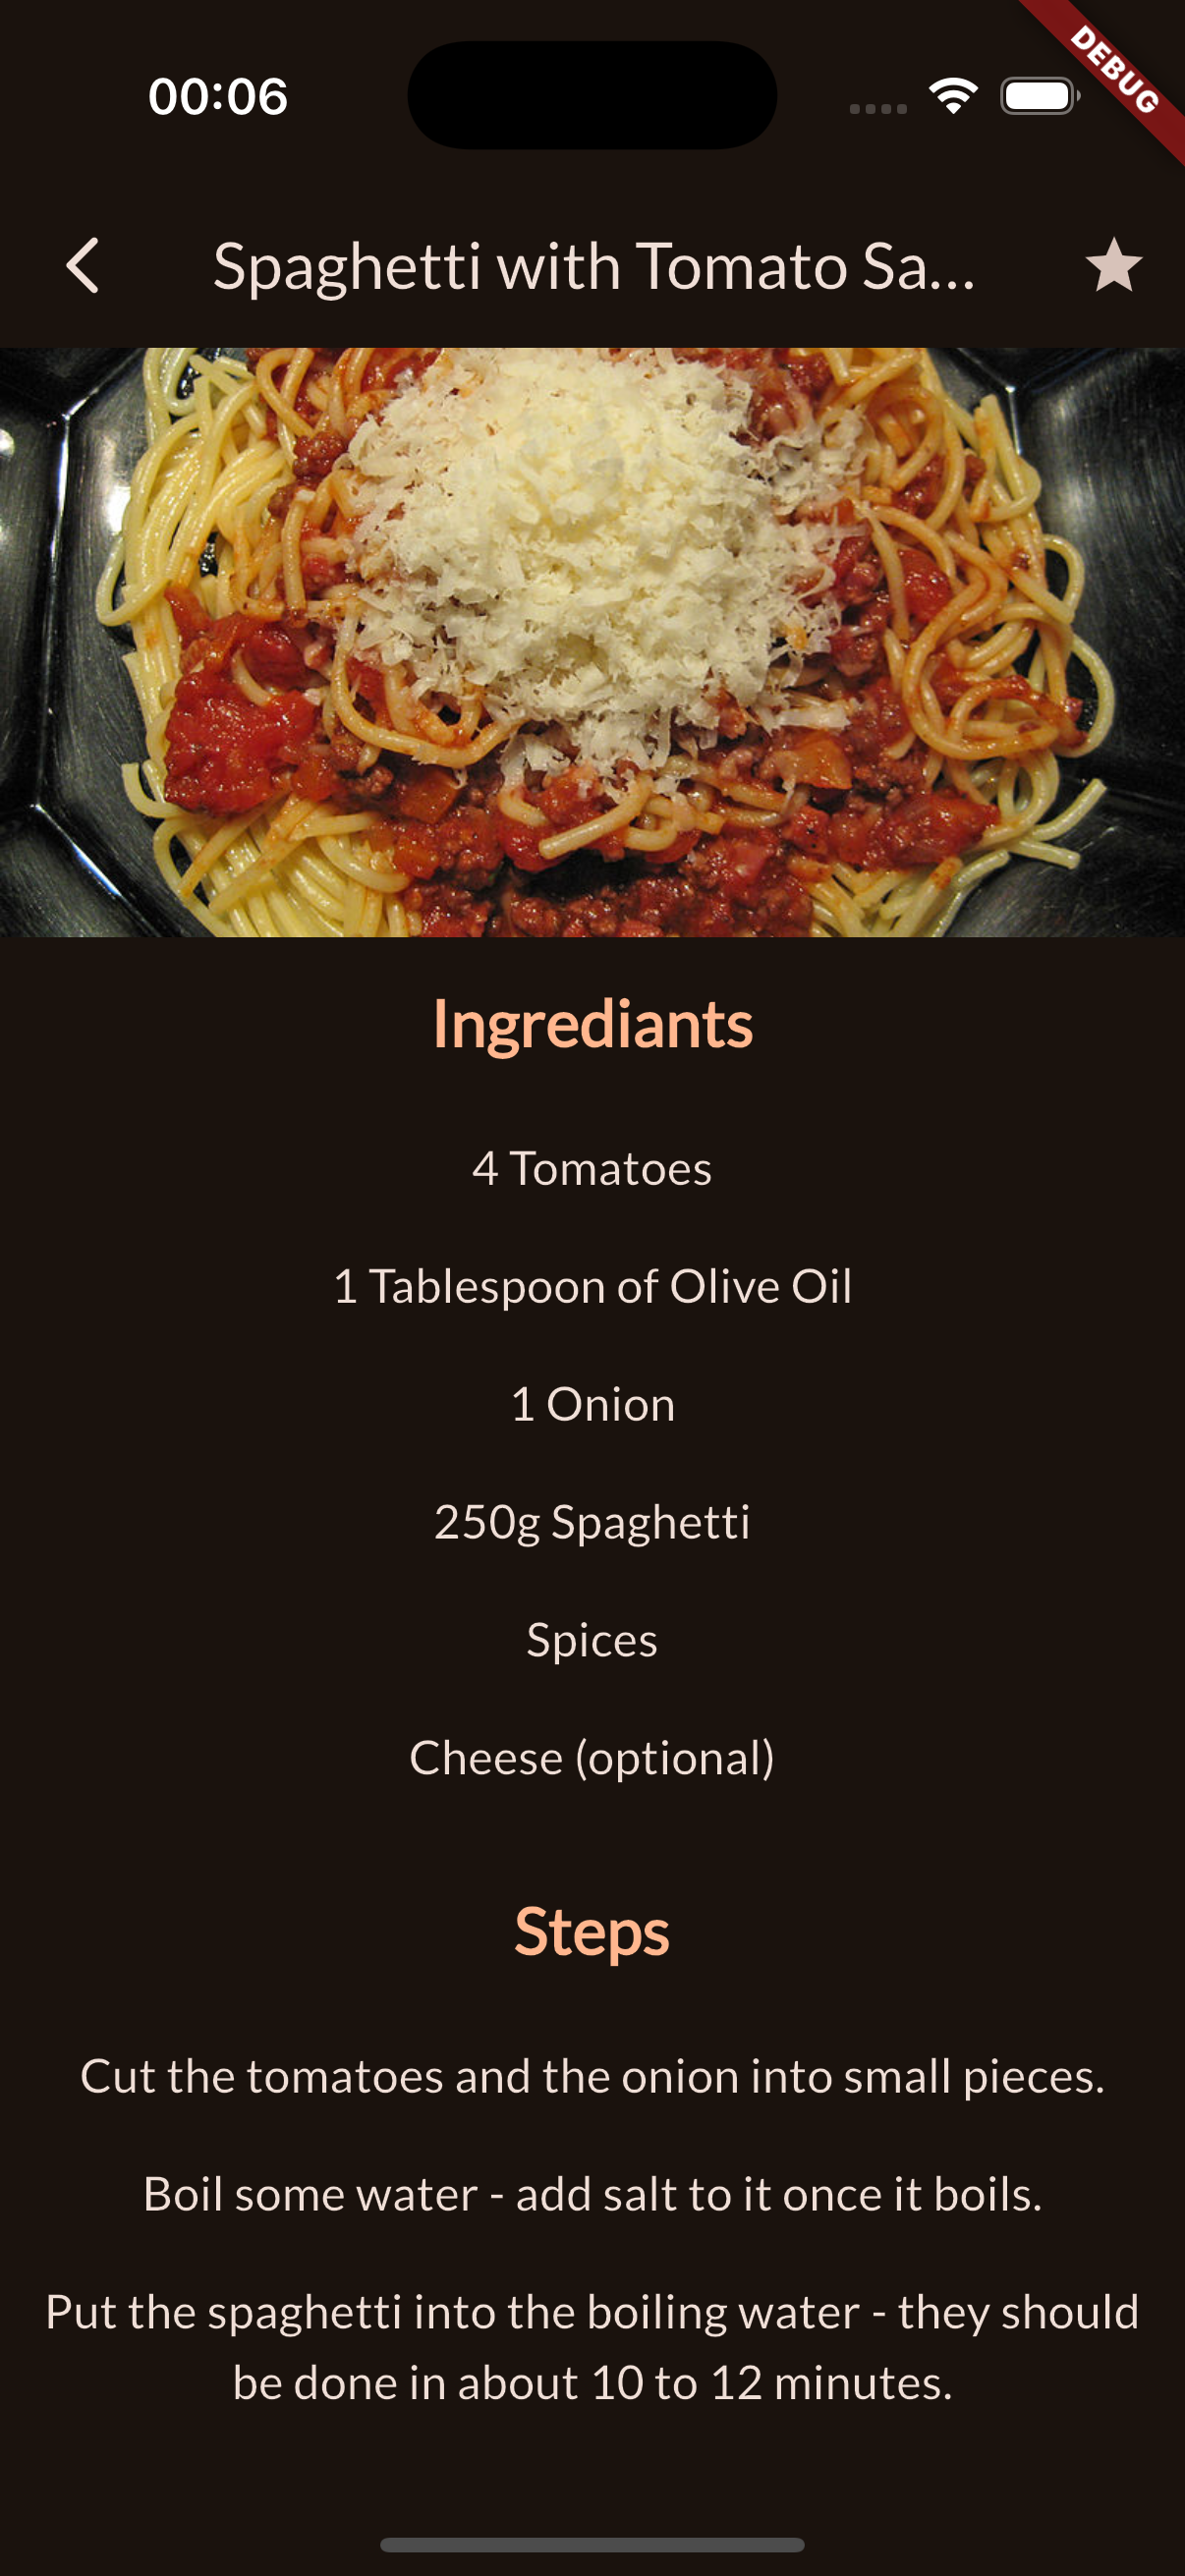 00:06
DEBUG
Spaghetti with Tomato Sa...
Ingrediants
4 Tomatoes
1 Tablespoon of Olive Oil
1 Onion
250g Spaghetti
Spices
Cheese (optional)
Steps
Cut the tomatoes and the onion into small pieces.
Boil some water - add salt to it once it boils.
Put the spaghetti into the boiling water - they should
be done in about 10 to 12 minutes.